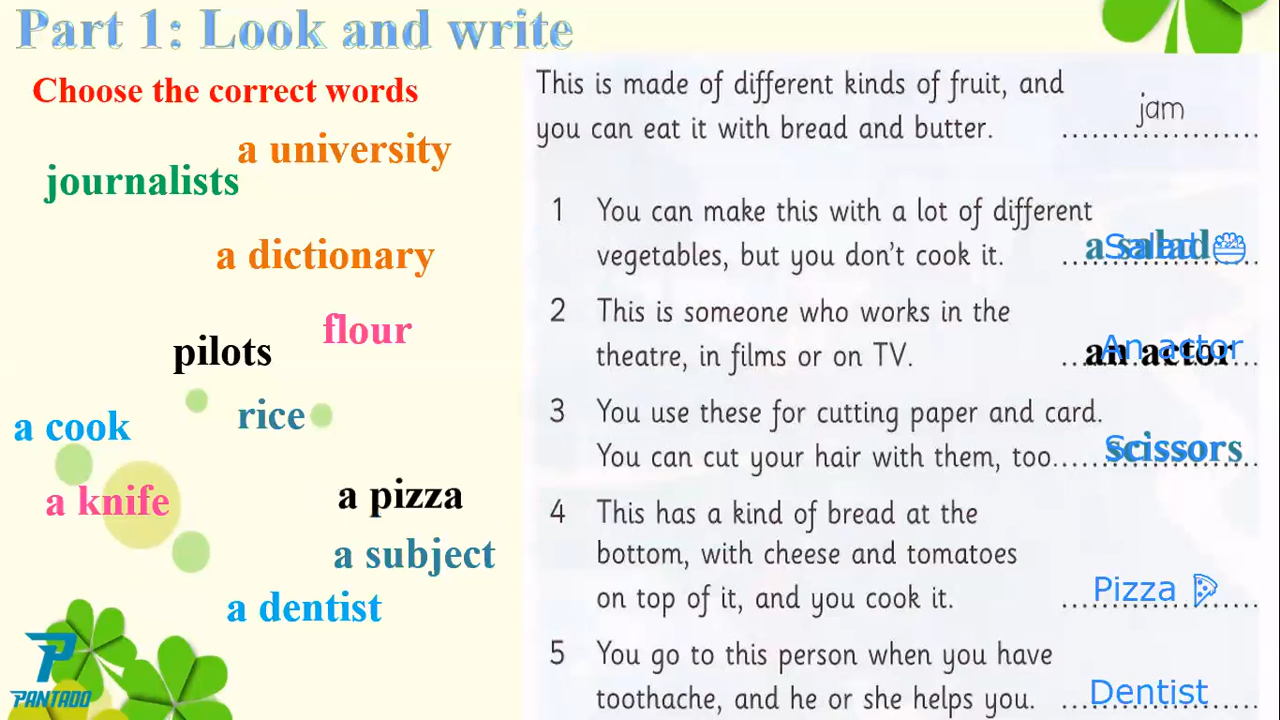 Part 1: Look and write
Choose the correct words
a university
journalists
a dictionary
flour
pilots
rice
a cook
a knife
a pizza
a subject
a dentist
PANTADO
This is made of different kinds of fruit, and
you can eat it with bread and butter. jam
1 You can make this with a lot of different
vegetables, but you don't cook it. a salad Salad
2 This is someone who works in the
theatre, in films or on TV. an actor An actor
3 You use these for cutting paper and card.
You can cut your hair with them, too. scissors
4 This has a kind of bread at the
bottom, with cheese and tomatoes
on top of it, and you cook it. Pizza
5 You go to this person when you have
toothache, and he or she helps you. Dentist